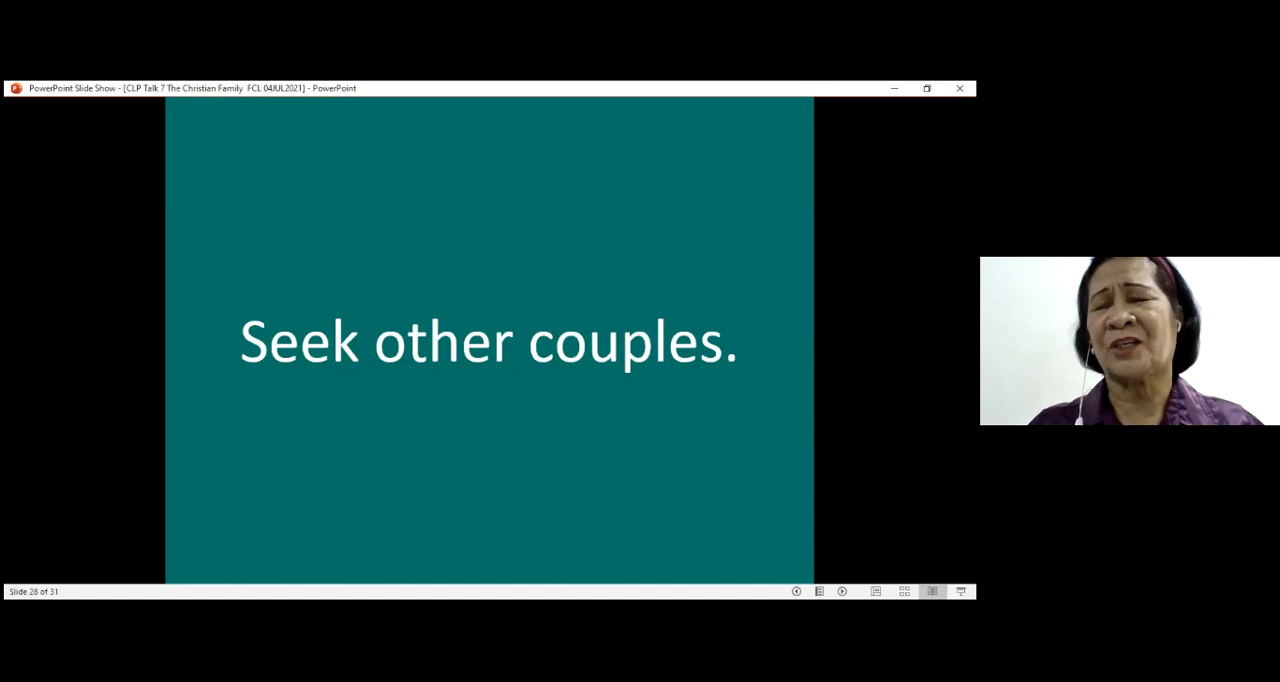 PowerPoint Slide Show - [CLP Talk 7 The Christian Family  FCL 04JUL2021] - PowerPoint
Seek other couples.
Slide 28 of 31